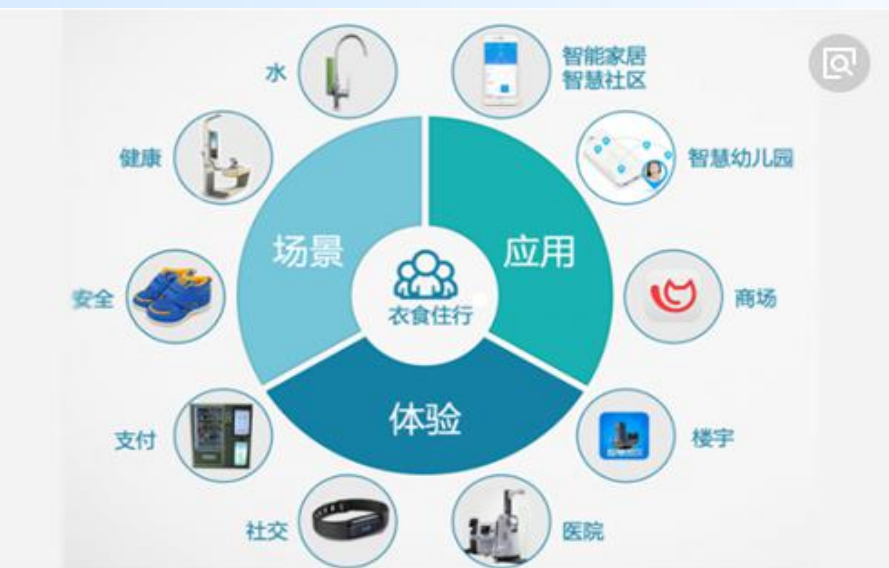 水
智能家居
智慧社区
健康
智慧幼儿园
场景
应用
安全
衣食住行
商场
体验
支付
楼宇
社交
医院